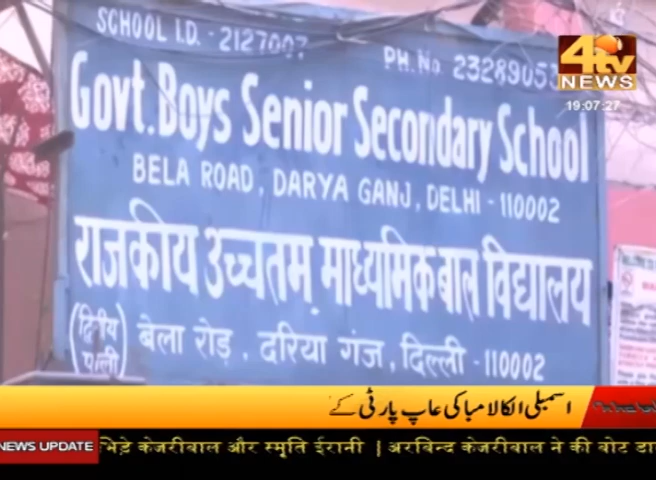 SCHOOL I.D. - 2127007
PH.No. 2328905
4tv
NEWS
19:07:27
Govt. Boys Senior Secondary School
BELA ROAD, DARYA GANJ, DELHI - 110002
राजकीय उच्चतम माध्यमिक बाल विद्यालय
(द्वितीय पाली) बेला रोड़, दरिया गंज, दिल्ली - 110002
اسمبلی الکا لامبا کی عاپ پارٹی کے
NEWS UPDATE
भिड़े केजरीवाल और स्मृति ईरानी | अरबिन्द केजरीवाल ने की बोट डा